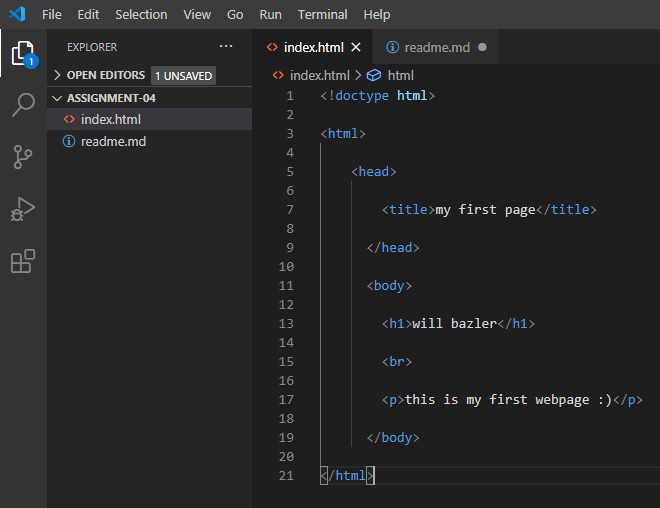 File Edit Selection View Go Run Terminal Help
EXPLORER ···
OPEN EDITORS 1 UNSAVED
ASSIGNMENT-04
<> index.html
readme.md
1
<> index.html × readme.md ●
<> index.html > html
1 <!doctype html>
2
3 <html>
4
5 <head>
6
7 <title>my first page</title>
8
9 </head>
10
11 <body>
12
13 <h1>will bazler</h1>
14
15 <br>
16
17 <p>this is my first webpage :)</p>
18
19 </body>
20
21 </html>